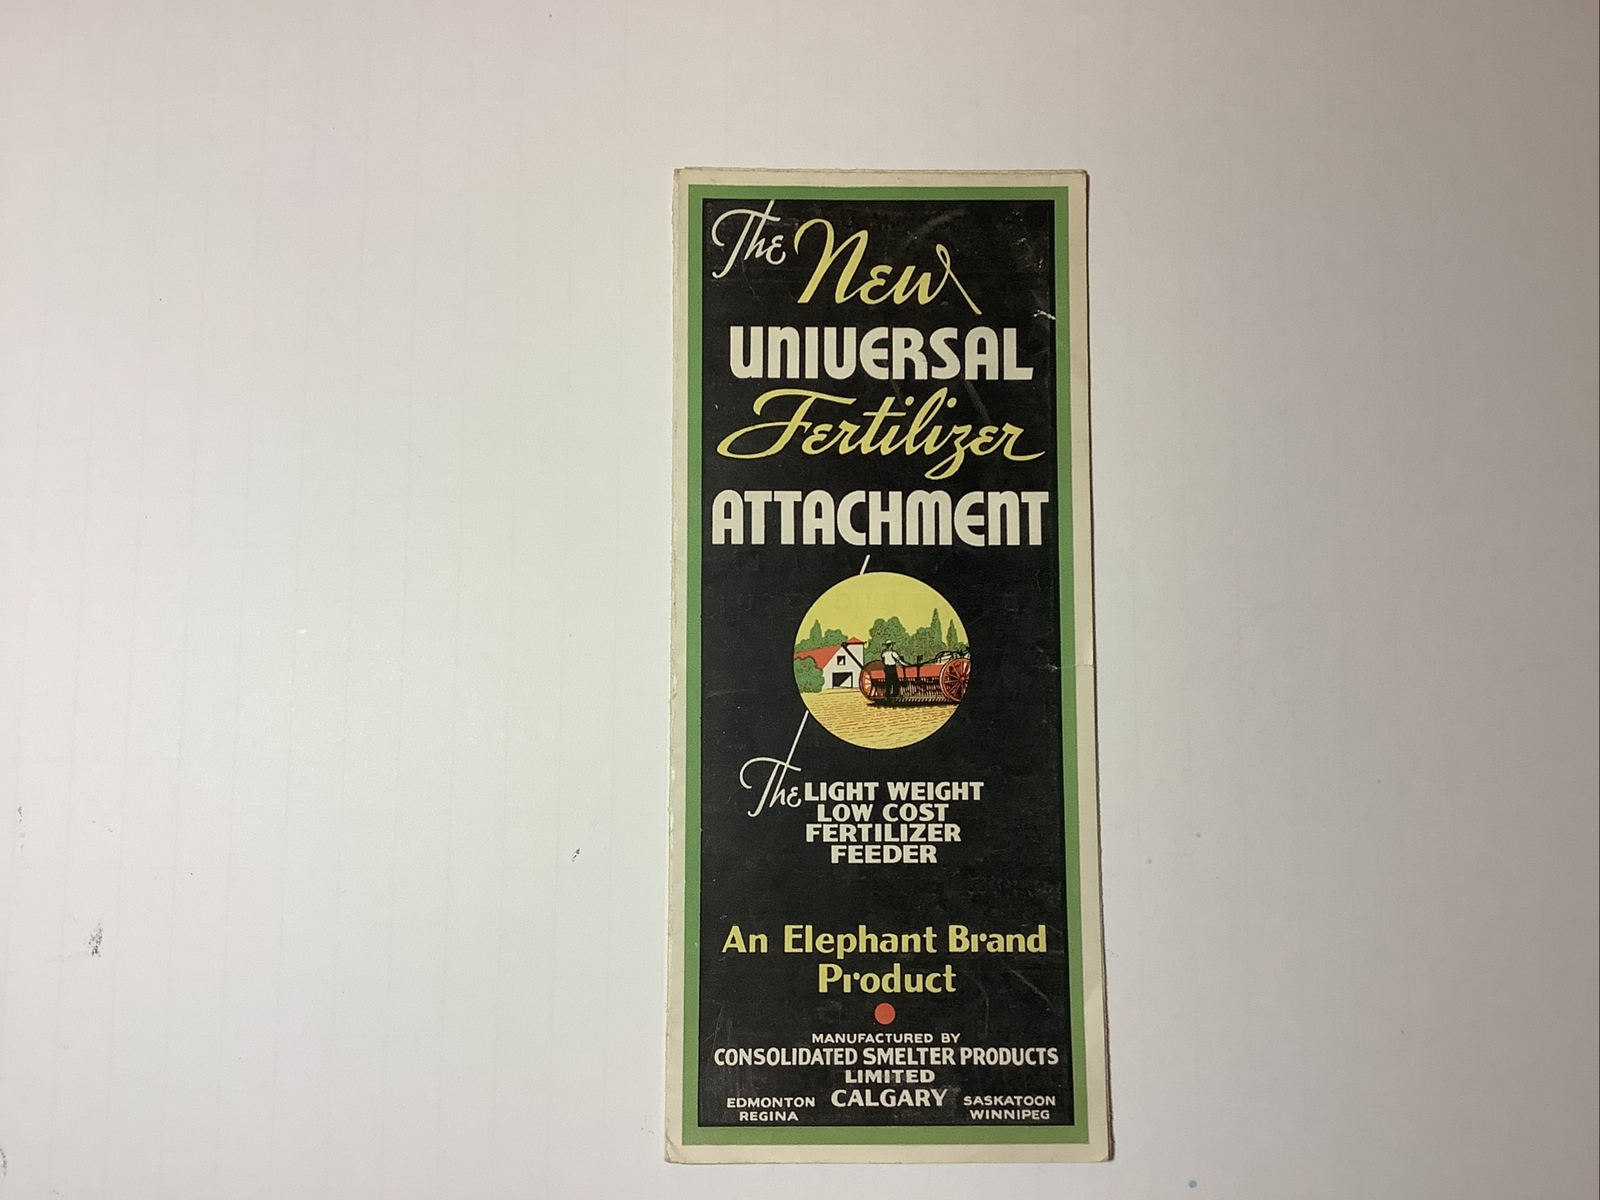 The New
UNIVERSAL
Fertilizer
ATTACHMENT
The LIGHT WEIGHT
LOW COST
FERTILIZER
FEEDER
An Elephant Brand
Product
MANUFACTURED BY
CONSOLIDATED SMELTER PRODUCTS
LIMITED
EDMONTON CALGARY SASKATOON
REGINA WINNIPEG